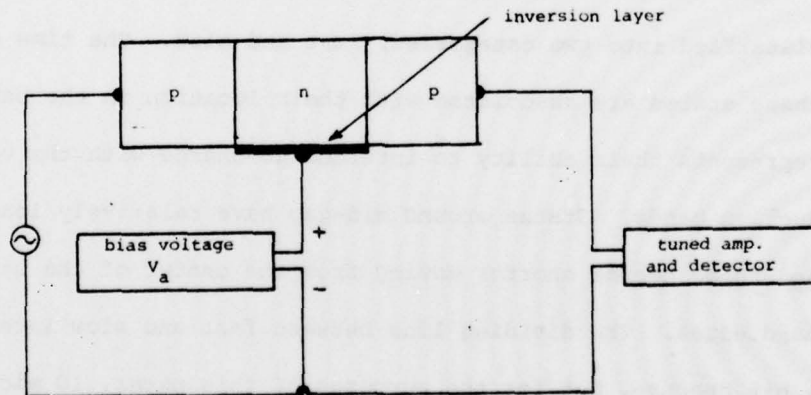 inversion layer
p
n
p
bias voltage
a
+
−
tuned amp.
and detector